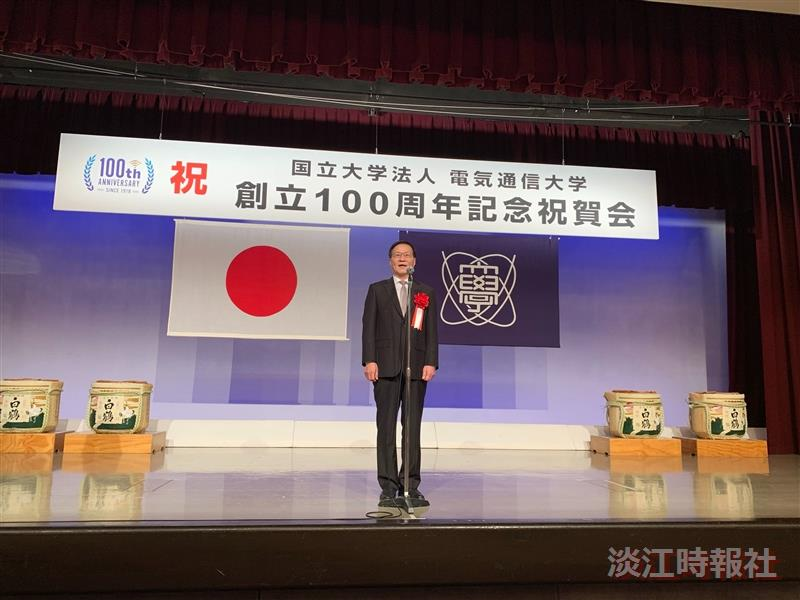 100th
ANNIVERSARY
SINCE 1918
祝
国立大学法人 電気通信大学
創立100周年記念祝賀会
學
白鶴
白鶴
白鶴
白鶴
淡江時報社